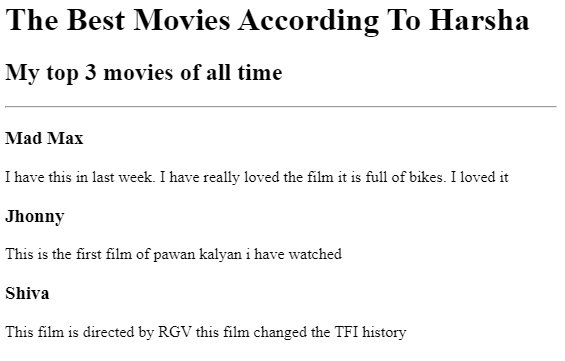 The Best Movies According To Harsha
My top 3 movies of all time
Mad Max
I have this in last week. I have really loved the film it is full of bikes. I loved it
Jhonny
This is the first film of pawan kalyan i have watched
Shiva
This film is directed by RGV this film changed the TFI history